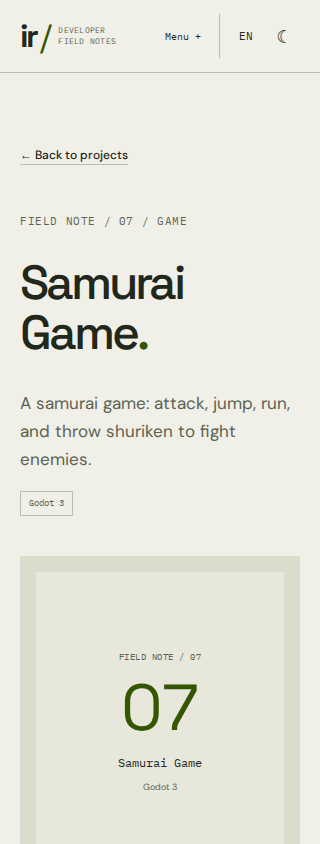 ir/
DEVELOPER
FIELD NOTES
Menu +
EN
← Back to projects
FIELD NOTE / 07 / GAME
Samurai
Game.
A samurai game: attack, jump, run,
and throw shuriken to fight
enemies.
Godot 3
FIELD NOTE / 07
07
Samurai Game
Godot 3